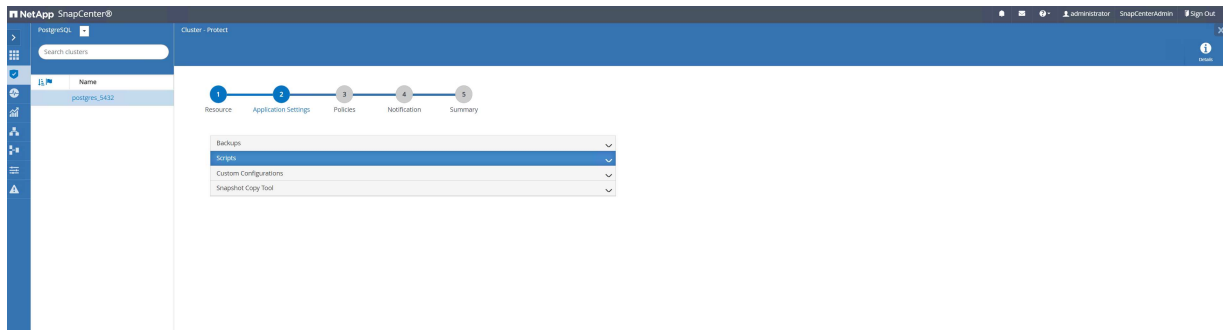 NetApp SnapCenter®
administrator SnapCenterAdmin Sign Out
PostgreSQL
Cluster - Protect
Search clusters
Details
Name
postgres_5432
1 2 3 4 5
Resource Application Settings Policies Notification Summary
Backups
Scripts
Custom Configurations
Snapshot Copy Tool